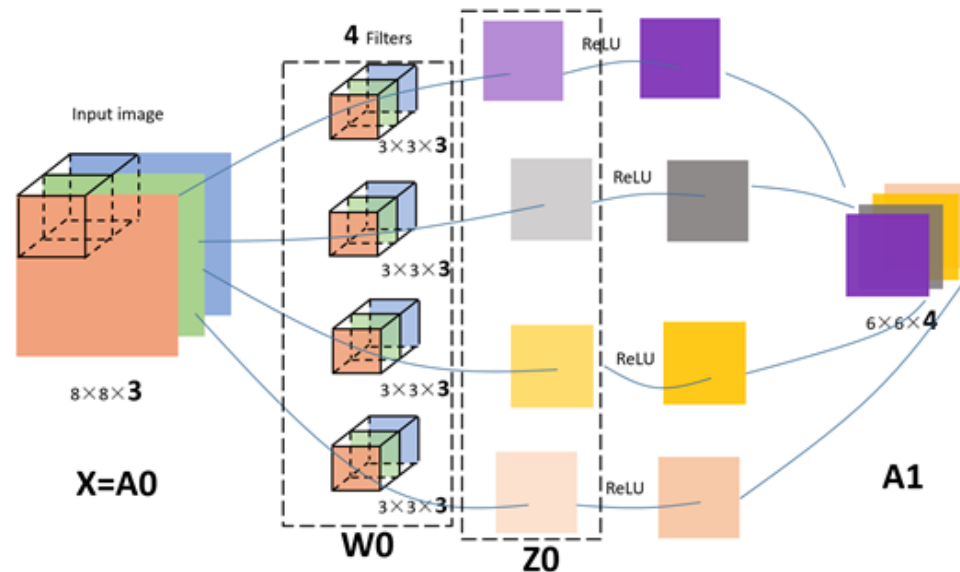 4 Filters
Input image
3×3×3
3×3×3
3×3×3
3×3×3
8×8×3
X=A0
W0
Z0
ReLU
ReLU
ReLU
ReLU
6×6×4
A1